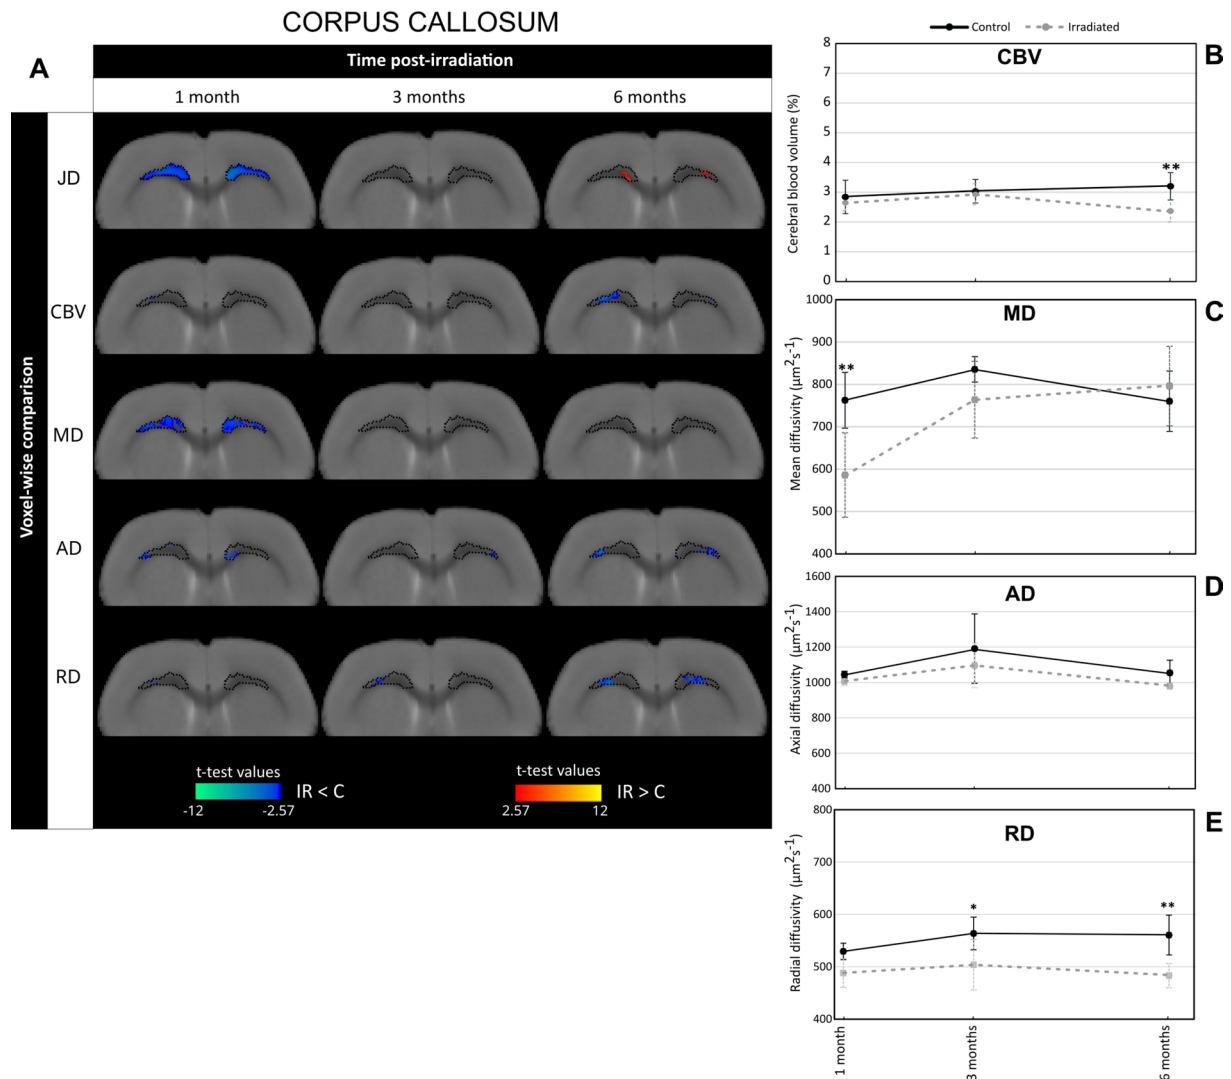 CORPUS CALLOSUM
A
Time post-irradiation
1 month 3 months 6 months
Voxel-wise comparison
JD
CBV
MD
AD
RD
t-test values
IR < C
-12 -2.57
t-test values
IR > C
2.57 12
Control Irradiated
B
CBV
Cerebral blood volume (%)
8
7
6
5
4
3
2
1
0
**
C
MD
Mean diffusivity (μm²s⁻¹)
1000
900
800
700
600
500
400
**
D
AD
Axial diffusivity (μm²s⁻¹)
1600
1400
1200
1000
800
600
400
E
RD
Radial diffusivity (μm²s⁻¹)
800
700
600
500
400
*
**
1 month
3 months
6 months